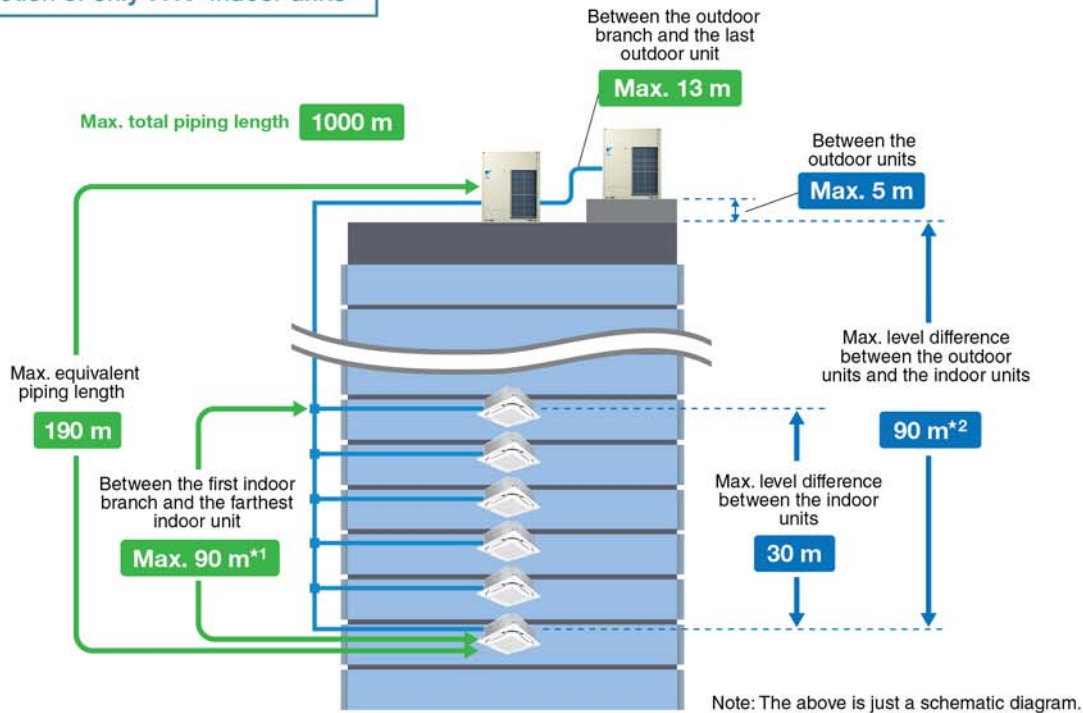 indoor units
Between the outdoor
branch and the last
outdoor unit
Max. 13 m
Max. total piping length 1000 m
Between the
outdoor units
Max. 5 m
Max. equivalent
piping length
190 m
Between the first indoor
branch and the farthest
indoor unit
Max. 90 m*1
Max. level difference
between the indoor
units
30 m
Max. level difference
between the outdoor
units and the indoor units
90 m*2
Note: The above is just a schematic diagram.